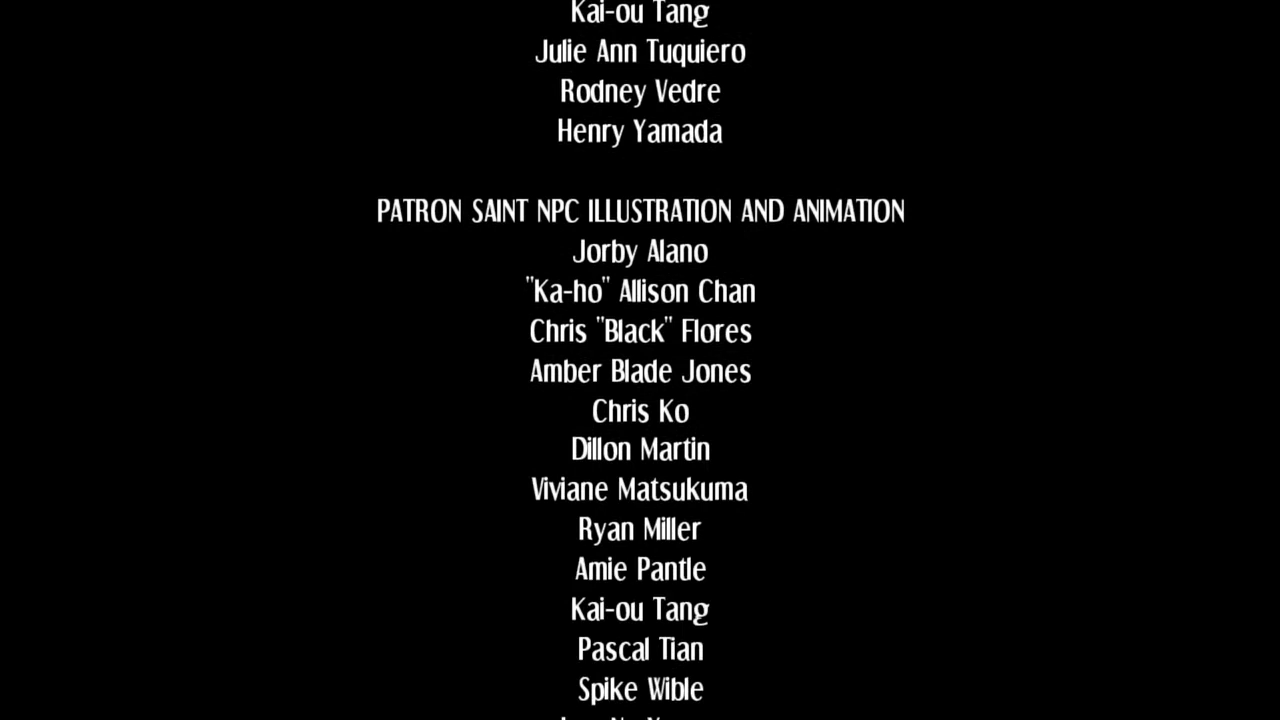 Kai-ou Tang
Julie Ann Tuquiero
Rodney Vedre
Henry Yamada
PATRON SAINT NPC ILLUSTRATION AND ANIMATION
Jorby Alano
"Ka-ho" Allison Chan
Chris "Black" Flores
Amber Blade Jones
Chris Ko
Dillon Martin
Viviane Matsukuma
Ryan Miller
Amie Pantle
Kai-ou Tang
Pascal Tian
Spike Wible